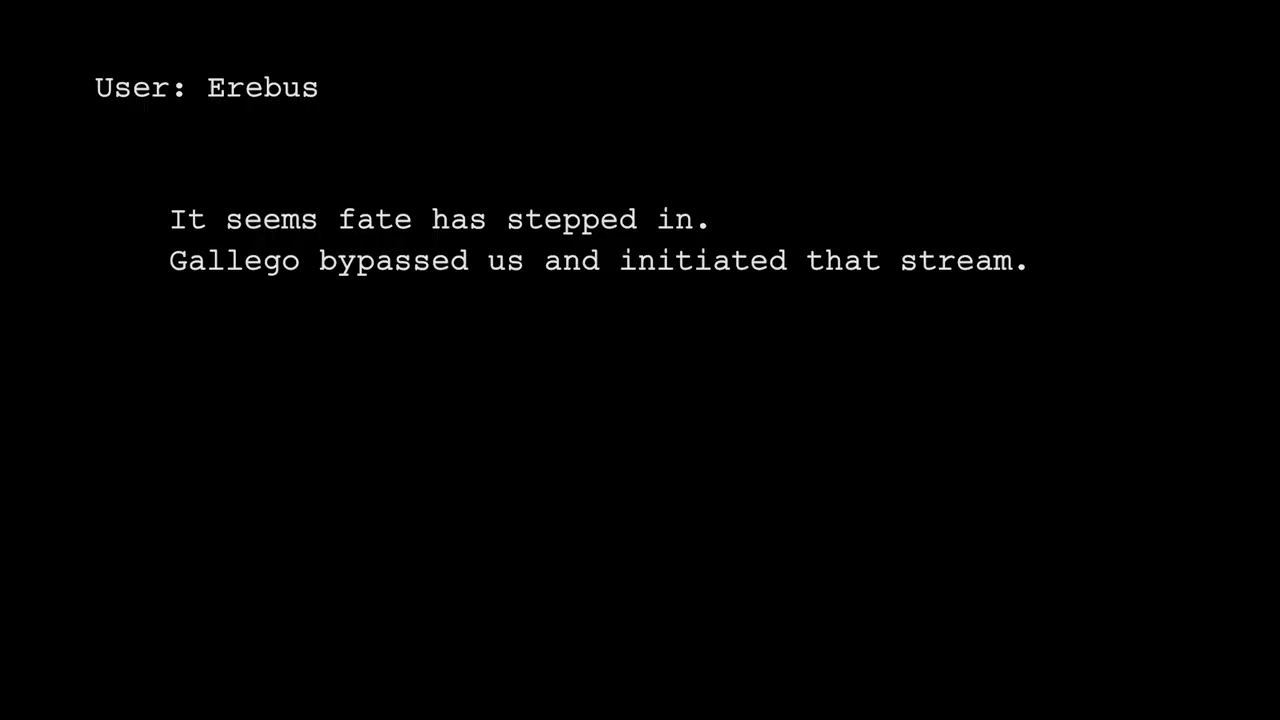 User: Erebus
It seems fate has stepped in.
Gallego bypassed us and initiated that stream.